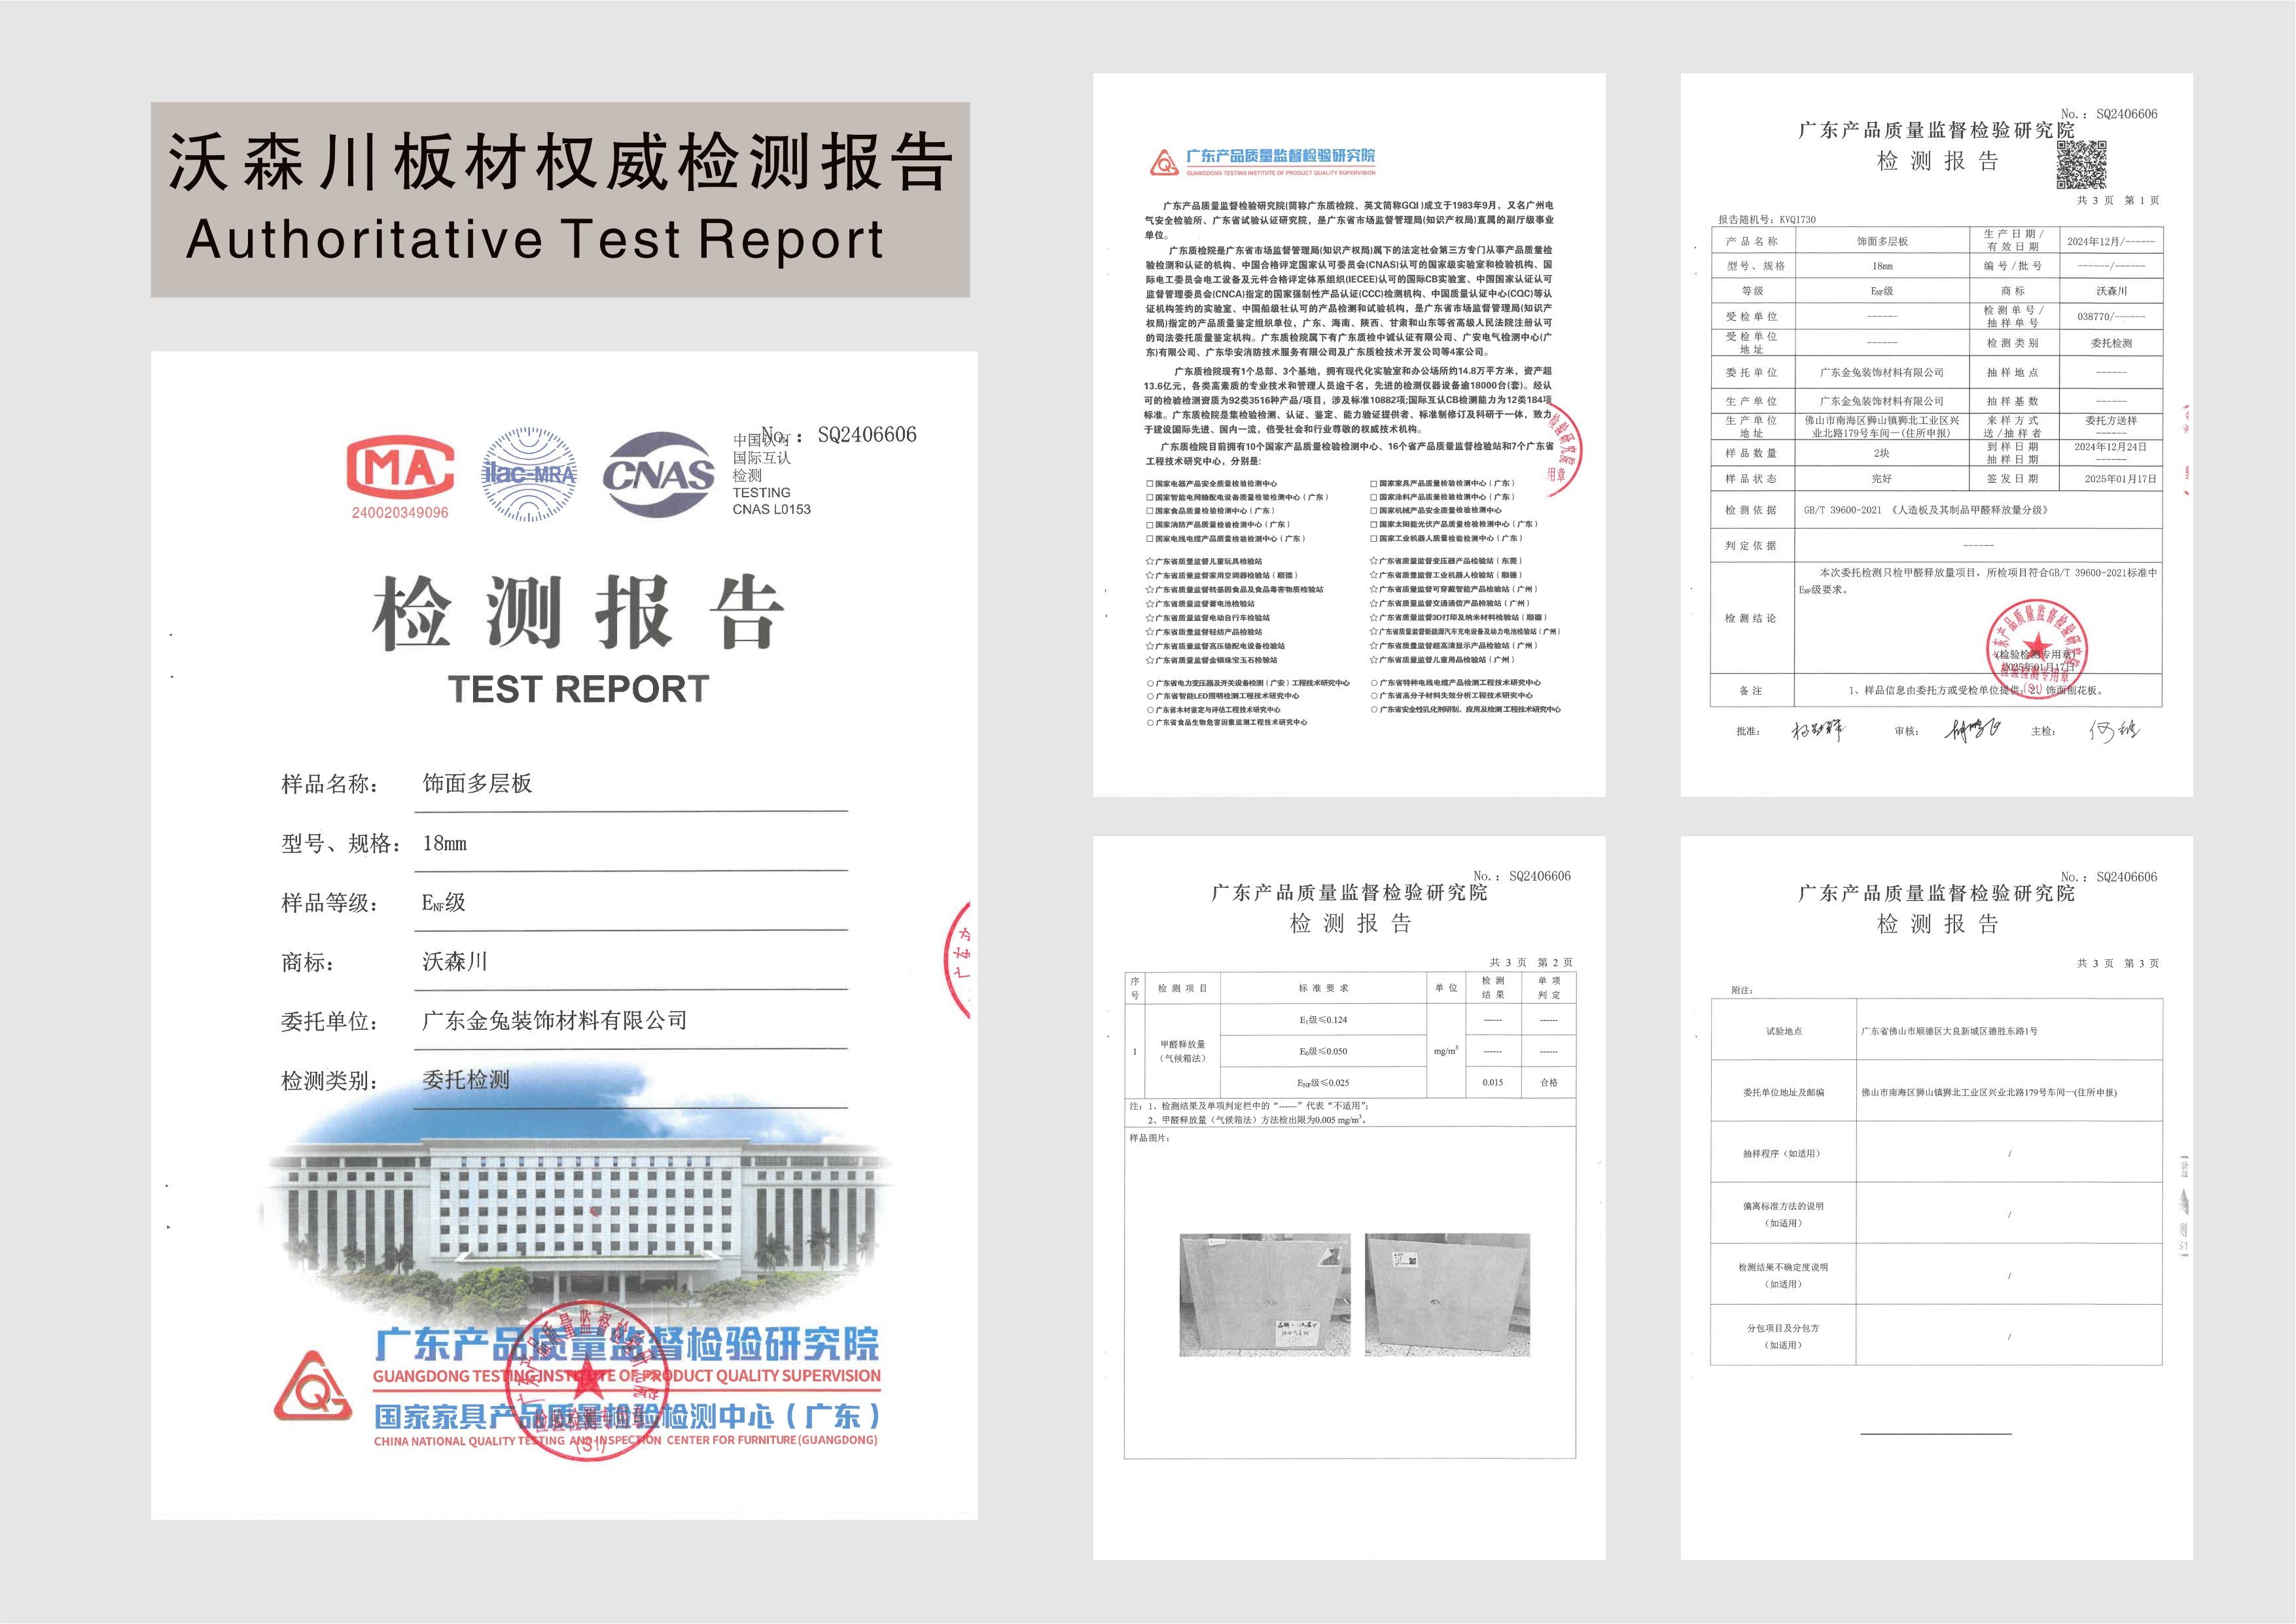 沃森川板材权威检测报告
Authoritative Test Report
MA
240020349096
ilac-MRA
CNAS
中国认可
国际互认
检测
TESTING
CNAS L0153
No.: SQ2406606
检测报告
TEST REPORT
样品名称: 饰面多层板
型号、规格: 18mm
样品等级: ENF级
商标: 沃森川
委托单位: 广东金兔装饰材料有限公司
检测类别: 委托检测
广东产品质量监督检验研究院
GUANGDONG TESTING INSTITUTE OF PRODUCT QUALITY SUPERVISION
国家家具产品质量检验检测中心（广东）
CHINA NATIONAL QUALITY TESTING AND INSPECTION CENTER FOR FURNITURE (GUANGDONG)
广东产品质量监督检验研究院
GUANGDONG TESTING INSTITUTE OF PRODUCT QUALITY SUPERVISION
广东产品质量监督检验研究院(简称广东质检院、英文简称GQI)成立于1983年9月，又名广州电
气安全检验所、广东省试验认证研究院，是广东省市场监督管理局(知识产权局)直属的副厅级事业
单位。
广东质检院是广东省市场监督管理局(知识产权局)属下的法定社会第三方专门从事产品质量检
验检测和认证的机构、中国合格评定国家认可委员会(CNAS)认可的国家级实验室和检验机构、国
际电工委员会电工设备及元件合格评定体系组织(IECEE)认可的国际CB实验室、中国国家认证认可
监督管理委员会(CNCA)指定的国家强制性产品认证(CCC)检测机构、中国质量认证中心(CQC)等认
证机构签约的实验室、中国船级社认可的产品检测和试验机构，是广东省市场监督管理局(知识产
权局)指定的产品质量鉴定组织单位，广东、海南、陕西、甘肃和山东等省高级人民法院注册认可
的司法委托质量鉴定机构。广东质检院属下有广东质检中诚认证有限公司、广安电气检测中心(广
东)有限公司、广东华安消防技术服务有限公司及广东质检技术开发公司等4家公司。
广东质检院现有1个总部、3个基地，拥有现代化实验室和办公场所约14.8万平方米，资产超
13.6亿元，各类高素质的专业技术和管理人员逾千名，先进的检测仪器设备逾18000台(套)。经认
可的检验检测资质为92类3516种产品/项目，涉及标准10882项;国际互认CB检测能力为12类184项
标准。广东质检院是集检验检测、认证、鉴定、能力验证提供者、标准制修订及科研于一体，致力
于建设国际先进、国内一流，倍受社会和行业尊敬的权威技术机构。
广东质检院目前拥有10个国家产品质量检验检测中心、16个省产品质量监督检验站和7个广东省
工程技术研究中心，分别是:
□国家电器产品安全质量检验检测中心 □国家家具产品质量检验检测中心（广东）
□国家智能电网输配电设备质量检验检测中心（广东） □国家涂料产品质量检验检测中心（广东）
□国家食品质量检验检测中心（广东） □国家机械产品安全质量检验检测中心
□国家消防产品质量检验检测中心（广东） □国家太阳能光伏产品质量检验检测中心（广东）
□国家电线电缆产品质量检验检测中心（广东） □国家工业机器人质量检验检测中心（广东）
☆广东省质量监督儿童玩具检验站 ☆广东省质量监督变压器产品检验站（东莞）
☆广东省质量监督家用空调器检验站（顺德） ☆广东省质量监督工业机器人检验站（顺德）
☆广东省质量监督转基因食品及食品毒害物质检验站 ☆广东省质量监督可穿戴智能产品检验站（广州）
☆广东省质量监督蓄电池检验站 ☆广东省质量监督交通通信产品检验站（广州）
☆广东省质量监督电动自行车检验站 ☆广东省质量监督3D打印及纳米材料检验站（顺德）
☆广东省质量监督轻纺产品检验站 ☆广东省质量监督新能源汽车充电设备及动力电池检验站（广州）
☆广东省质量监督高压输配电设备检验站 ☆广东省质量监督超高清显示产品检验站（广州）
☆广东省质量监督金银珠宝玉石检验站 ☆广东省质量监督儿童用品检验站（广州）
○广东省电力变压器及开关设备检测（广安）工程技术研究中心 ○广东省特种电线电缆产品检测工程技术研究中心
○广东省智能LED照明检测工程技术研究中心 ○广东省高分子材料失效分析工程技术研究中心
○广东省木材鉴定与评估工程技术研究中心 ○广东省安全性乳化剂研制、应用及检测工程技术研究中心
○广东省食品生物危害因素监测工程技术研究中心
No.: SQ2406606
广东产品质量监督检验研究院
检测报告
共 3 页 第 1 页
报告随机号: KVQ1730
产品名称 饰面多层板 生产日期/有效日期 2024年12月/------
型号、规格 18mm 编号/批号 ------/------
等级 ENF级 商标 沃森川
受检单位 ------ 检测单号/抽样单号 038770/------
受检单位地址 ------ 检测类别 委托检测
委托单位 广东金兔装饰材料有限公司 抽样地点 ------
生产单位 广东金兔装饰材料有限公司 抽样基数 ------
生产单位地址 佛山市南海区狮山镇狮北工业区兴业北路179号车间一(住所申报) 来样方式 送/抽样者 委托方送样 ------
样品数量 2块 到样日期 抽样日期 2024年12月24日 ------
样品状态 完好 签发日期 2025年01月17日
检测依据 GB/T 39600-2021 《人造板及其制品甲醛释放量分级》
判定依据 ------
检测结论 本次委托检测只检甲醛释放量项目，所检项目符合GB/T 39600-2021标准中
ENF级要求。
(检验检测专用章)
2025年01月17日
备注 1、样品信息由委托方或受检单位提供；2、饰面刨花板。
批准: 审核: 主检:
No.: SQ2406606
广东产品质量监督检验研究院
检测报告
共 3 页 第 2 页
序号 检测项目 标准要求 单位 检测结果 单项判定
1 甲醛释放量（气候箱法） E1级≤0.124 mg/m³ ------ ------
E0级≤0.050 ------ ------
ENF级≤0.025 0.015 合格
注: 1、检测结果及单项判定栏中的“------”代表“不适用”;
2、甲醛释放量（气候箱法）方法检出限为0.005 mg/m³。
样品图片:
No.: SQ2406606
广东产品质量监督检验研究院
检测报告
共 3 页 第 3 页
附注:
试验地点 广东省佛山市顺德区大良新城区德胜东路1号
委托单位地址及邮编 佛山市南海区狮山镇狮北工业区兴业北路179号车间一(住所申报)
抽样程序（如适用） /
偏离标准方法的说明（如适用） /
检测结果不确定度说明（如适用） /
分包项目及分包方（如适用） /